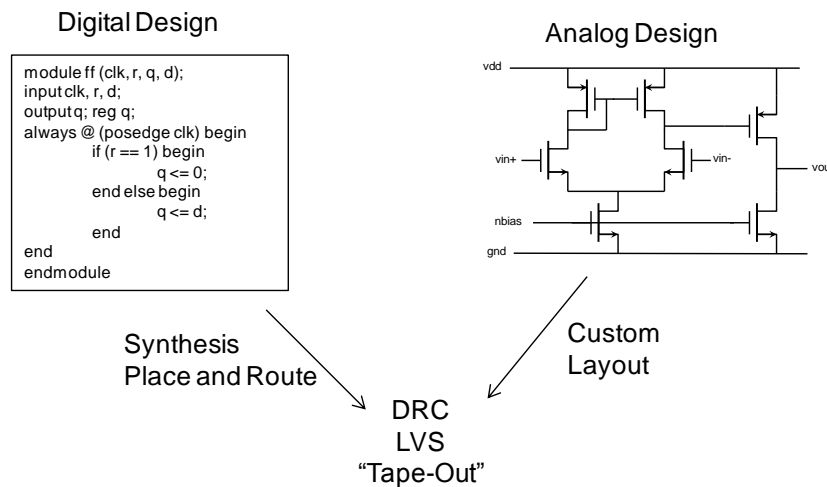 Digital Design
module ff (clk, r, q, d);
input clk, r, d;
output q; reg q;
always @ (posedge clk) begin
if (r == 1) begin
q <= 0;
end else begin
q <= d;
end
end
endmodule
Analog Design
vdd
vin+
vin-
vou
nbias
gnd
Synthesis
Place and Route
Custom
Layout
DRC
LVS
“Tape-Out”